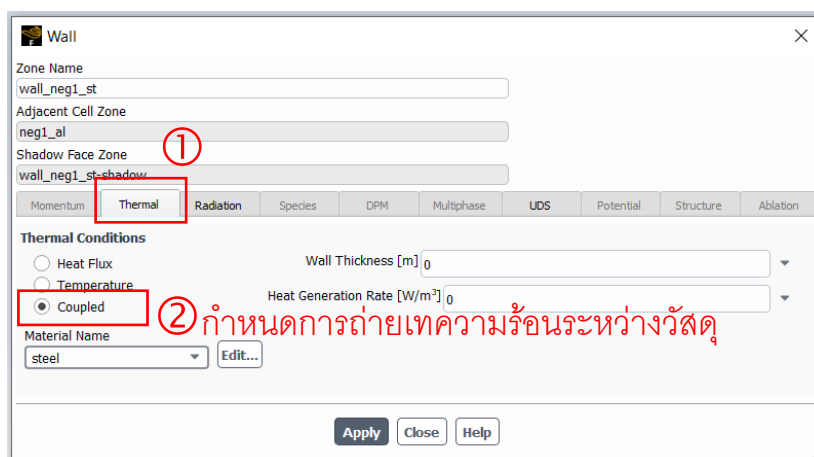 Wall
Zone Name
wall_neg1_st
Adjacent Cell Zone
neg1_al
①
Shadow Face Zone
wall_neg1_st-shadow
Momentum Thermal Radiation Species DPM Multiphase UDS Potential Structure Ablation
Thermal Conditions
Heat Flux
Temperature
Coupled
Wall Thickness [m] 0
Heat Generation Rate [W/m³] 0
② กำหนดการถ่ายเทความร้อนระหว่างวัสดุ
Material Name
steel Edit...
Apply Close Help